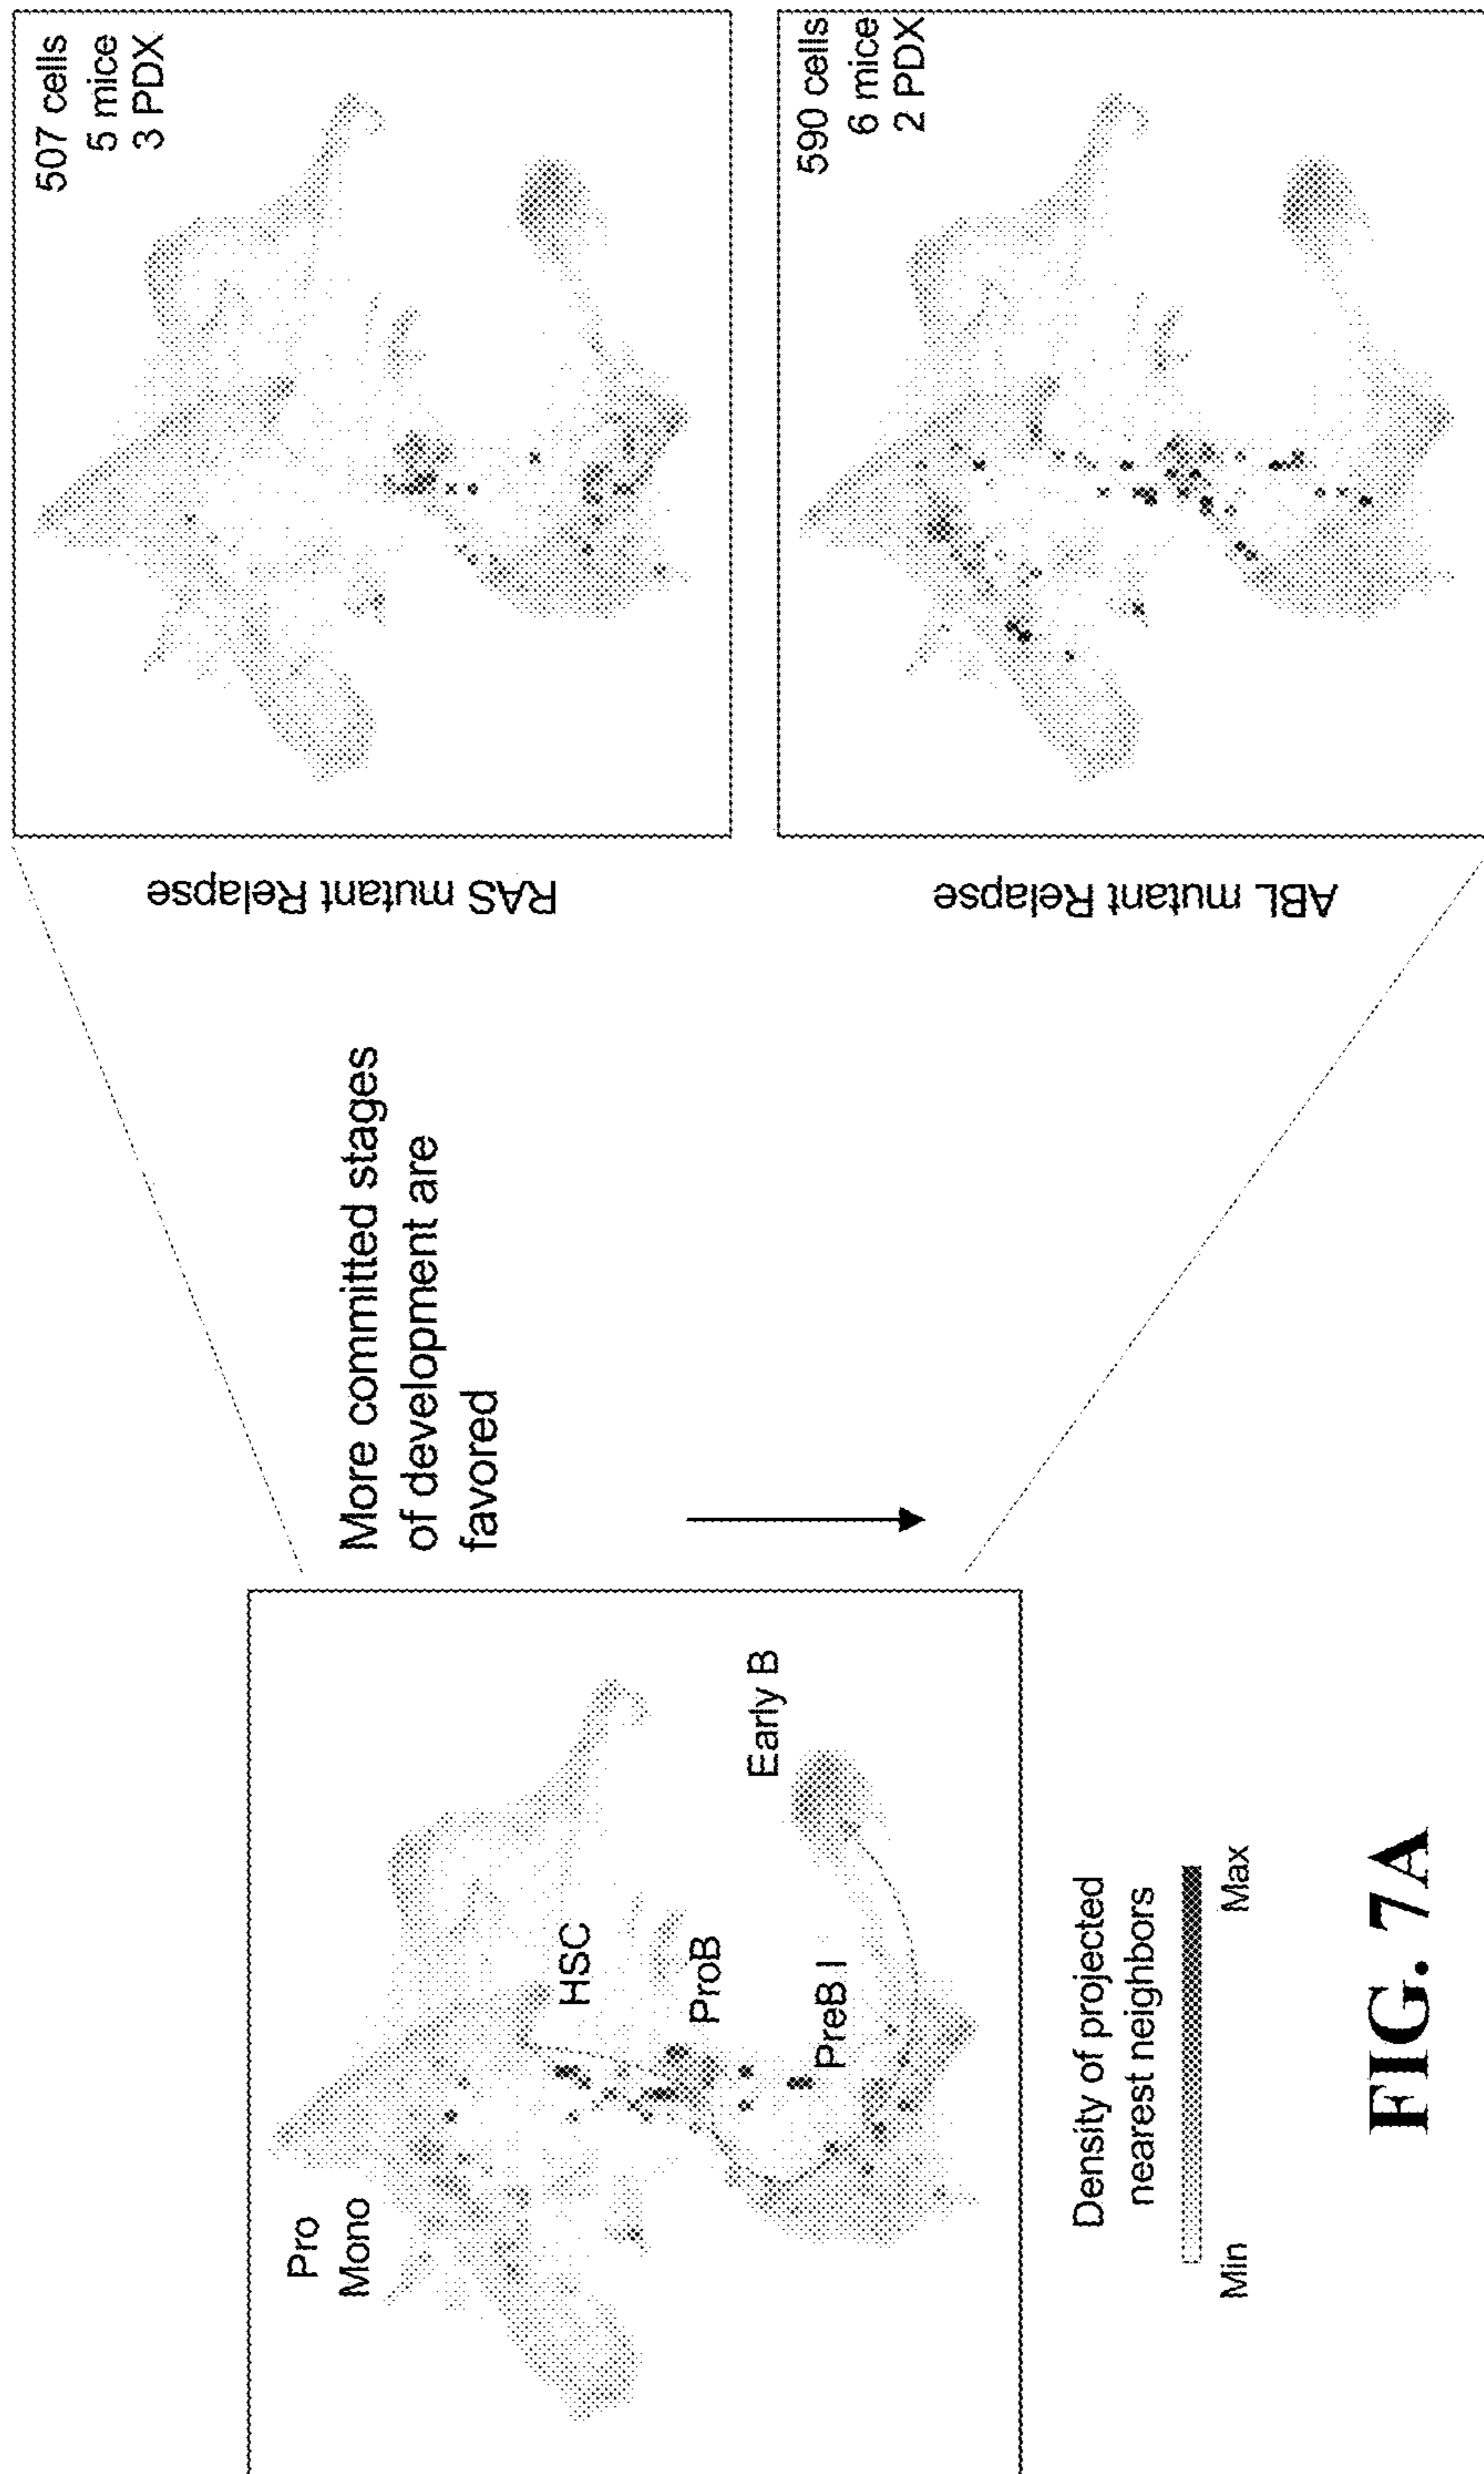 Pro
Mono
HSC
ProB
PreB I
Early B
Density of projected
nearest neighbors
Min
Max
More committed stages
of development are
favored
RAS mutant Relapse
507 cells
5 mice
3 PDX
ABL mutant Relapse
590 cells
6 mice
2 PDX
FIG. 7A